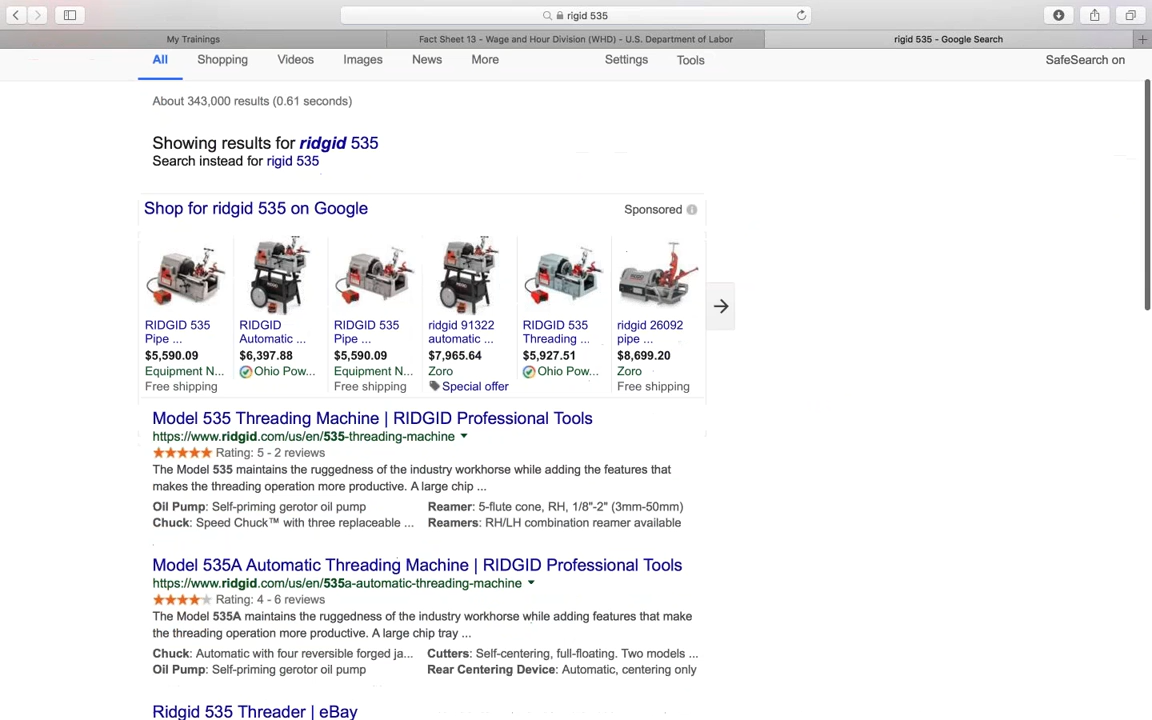 rigid 535
My Trainings
Fact Sheet 13 - Wage and Hour Division (WHD) - U.S. Department of Labor
rigid 535 - Google Search
All
Shopping
Videos
Images
News
More
Settings
Tools
SafeSearch on
About 343,000 results (0.61 seconds)
Showing results for ridgid 535
Search instead for rigid 535
Shop for ridgid 535 on Google
Sponsored
RIDGID 535
Pipe ...
$5,590.09
Equipment N...
Free shipping
RIDGID
Automatic ...
$6,397.88
Ohio Pow...
RIDGID 535
Pipe ...
$5,590.09
Equipment N...
Free shipping
ridgid 91322
automatic ...
$7,965.64
Zoro
Special offer
RIDGID 535
Threading ...
$5,927.51
Ohio Pow...
ridgid 26092
pipe ...
$8,699.20
Zoro
Free shipping
Model 535 Threading Machine | RIDGID Professional Tools
https://www.ridgid.com/us/en/535-threading-machine
Rating: 5 - 2 reviews
The Model 535 maintains the ruggedness of the industry workhorse while adding the features that
makes the threading operation more productive. A large chip ...
Oil Pump: Self-priming gerotor oil pump
Reamer: 5-flute cone, RH, 1/8"-2" (3mm-50mm)
Chuck: Speed Chuck™ with three replaceable ...
Reamers: RH/LH combination reamer available
Model 535A Automatic Threading Machine | RIDGID Professional Tools
https://www.ridgid.com/us/en/535a-automatic-threading-machine
Rating: 4 - 6 reviews
The Model 535A maintains the ruggedness of the industry workhorse while adding features that make
the threading operation more productive. A large chip tray ...
Chuck: Automatic with four reversible forged ja...
Cutters: Self-centering, full-floating. Two models ...
Oil Pump: Self-priming gerotor oil pump
Rear Centering Device: Automatic, centering only
Ridgid 535 Threader | eBay